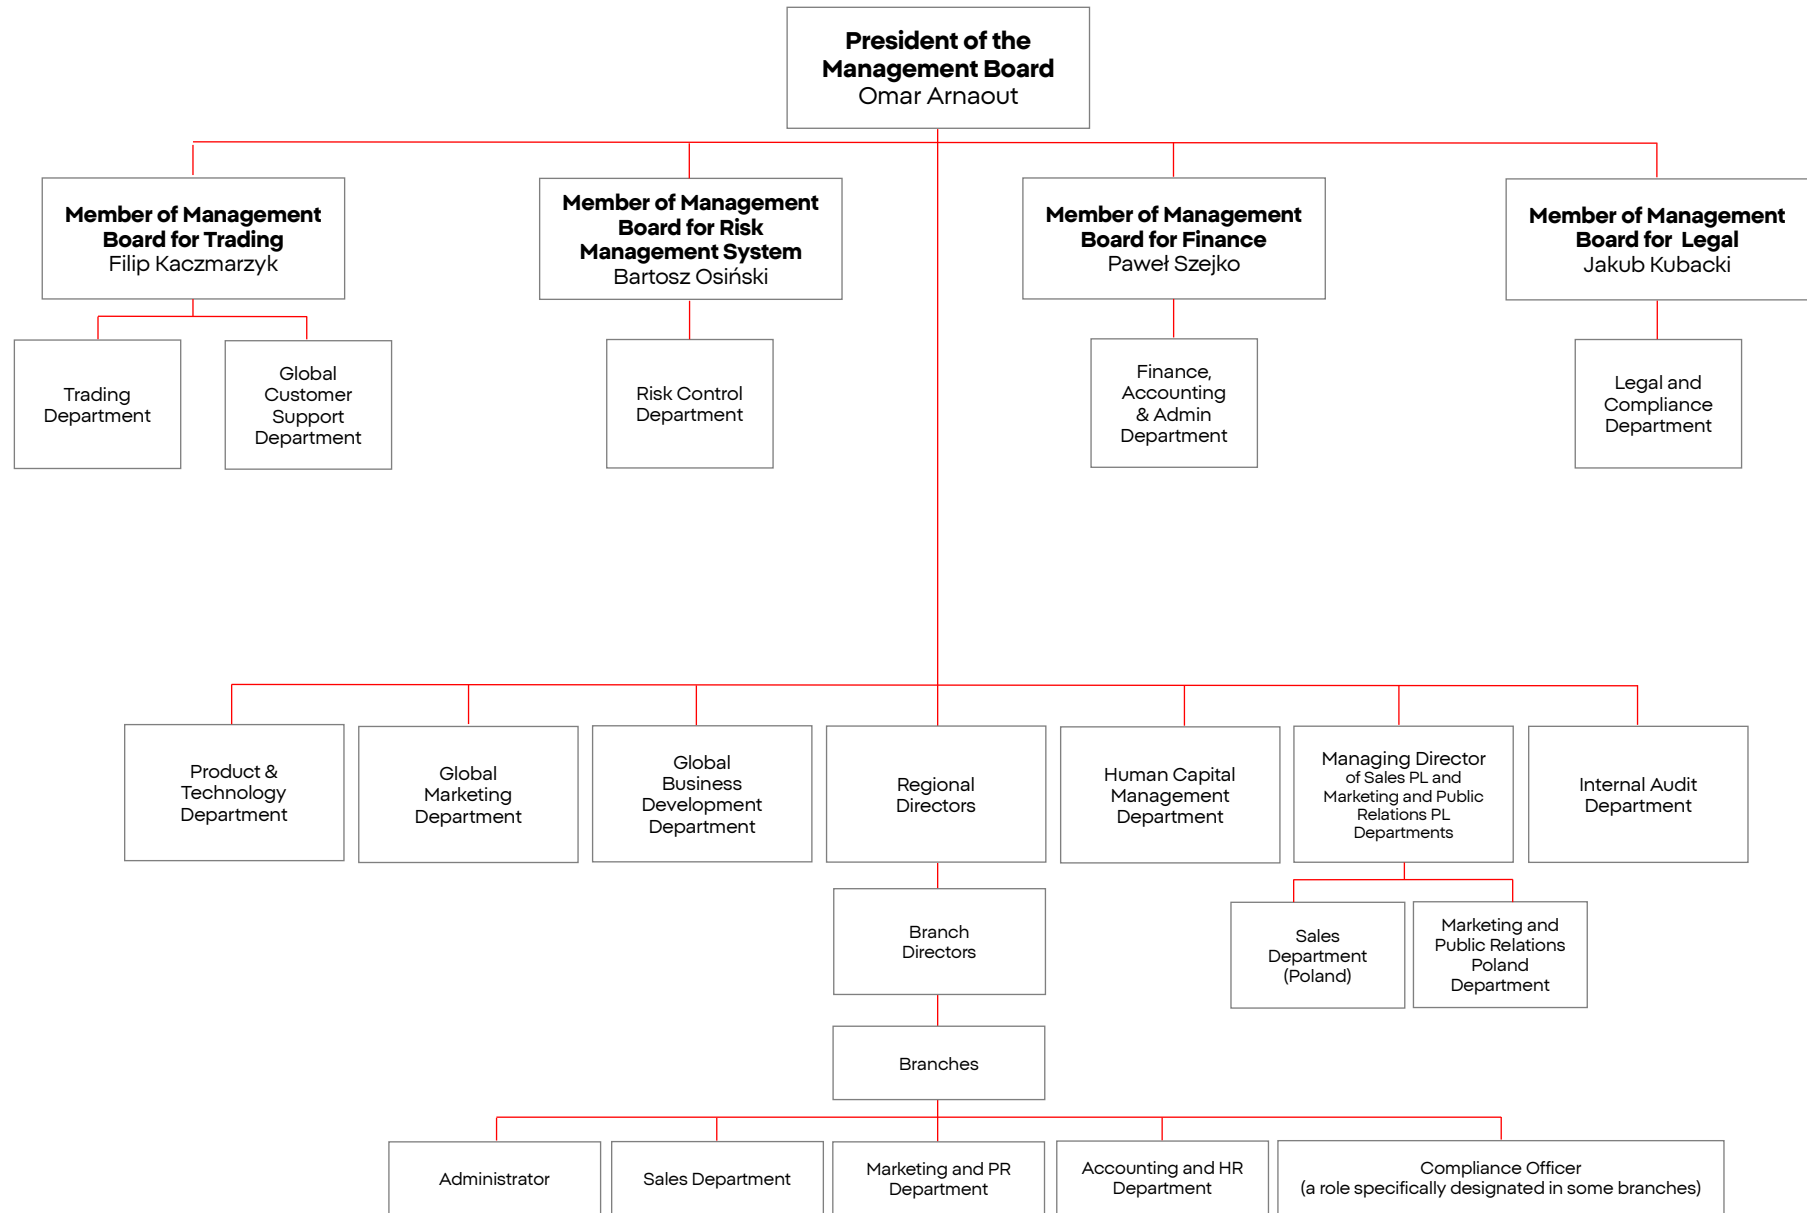 President of the
Management Board
Omar Arnaout
Member of Management
Board for Trading
Filip Kaczmarzyk
Member of Management
Board for Risk
Management System
Bartosz Osiński
Member of Management
Board for Finance
Paweł Szejko
Member of Management
Board for Legal
Jakub Kubacki
Trading
Department
Global
Customer
Support
Department
Risk Control
Department
Finance,
Accounting
& Admin
Department
Legal and
Compliance
Department
Product &
Technology
Department
Global
Marketing
Department
Global
Business
Development
Department
Regional
Directors
Human Capital
Management
Department
Managing Director
of Sales PL and
Marketing and Public
Relations PL
Departments
Internal Audit
Department
Branch
Directors
Sales
Department
(Poland)
Marketing and
Public Relations
Poland
Department
Branches
Administrator
Sales Department
Marketing and PR
Department
Accounting and HR
Department
Compliance Officer
(a role specifically designated in some branches)